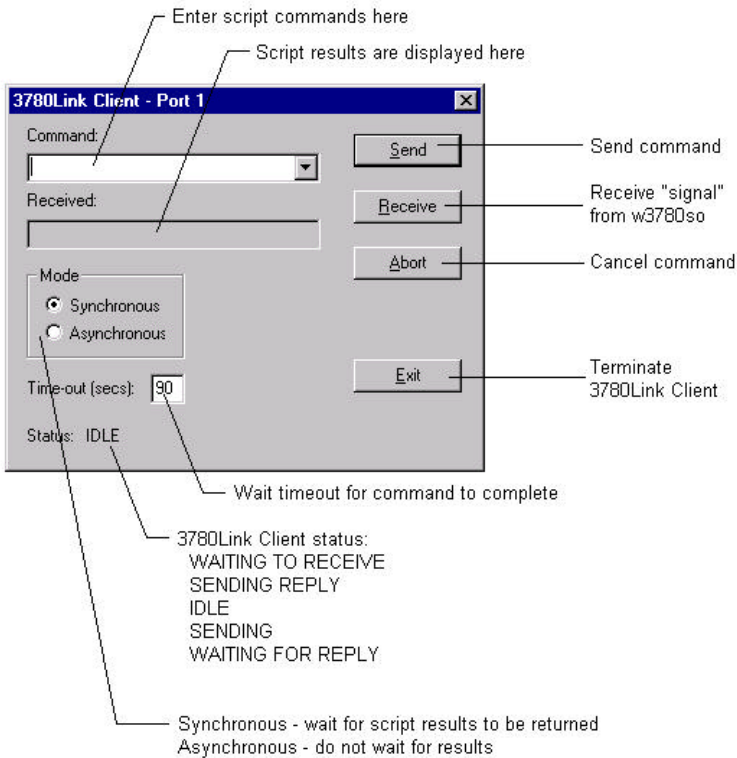 Enter script commands here
Script results are displayed here
3780Link Client - Port 1
Command:
Send
Send command
Received:
Receive
Receive "signal"
from w3780so
Abort
Cancel command
Mode
Synchronous
Asynchronous
Time-out (secs): 90
Exit
Terminate
3780Link Client
Status: IDLE
Wait timeout for command to complete
3780Link Client status:
WAITING TO RECEIVE
SENDING REPLY
IDLE
SENDING
WAITING FOR REPLY
Synchronous - wait for script results to be returned
Asynchronous - do not wait for results